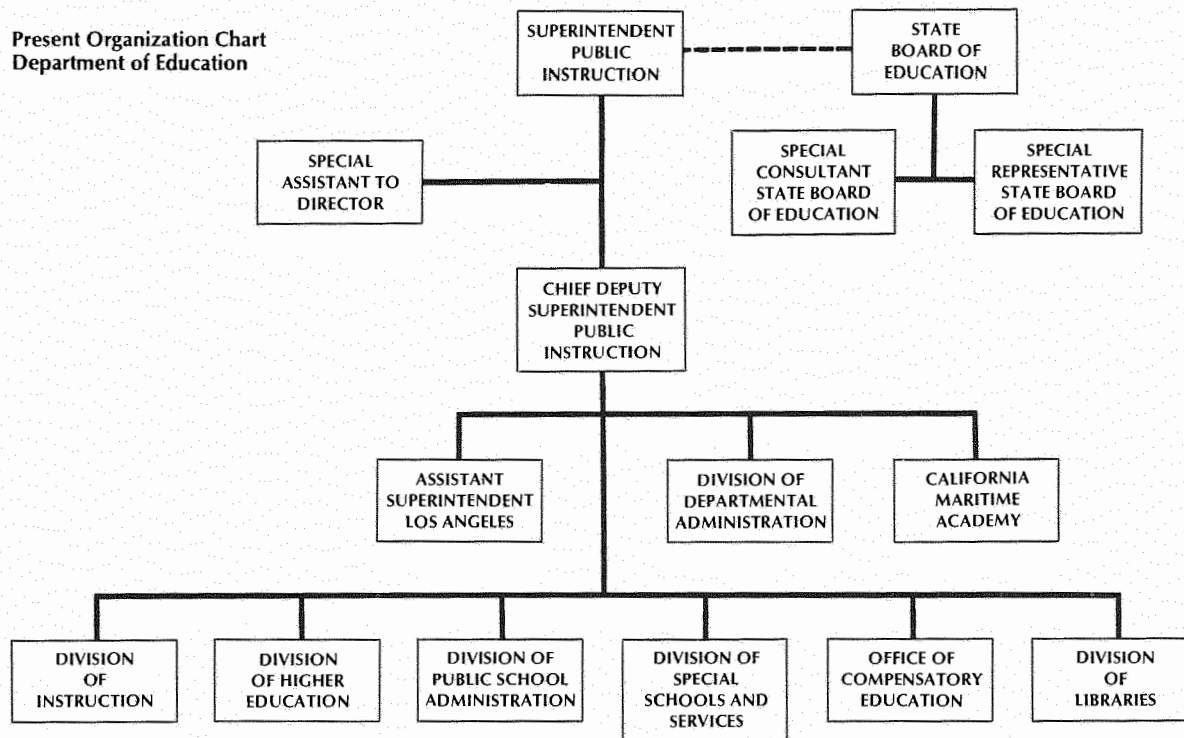 Present Organization Chart
Department of Education
SUPERINTENDENT
PUBLIC
INSTRUCTION
STATE
BOARD OF
EDUCATION
SPECIAL
ASSISTANT TO
DIRECTOR
SPECIAL
CONSULTANT
STATE BOARD
OF EDUCATION
SPECIAL
REPRESENTATIVE
STATE BOARD
OF EDUCATION
CHIEF DEPUTY
SUPERINTENDENT
PUBLIC
INSTRUCTION
ASSISTANT
SUPERINTENDENT
LOS ANGELES
DIVISION OF
DEPARTMENTAL
ADMINISTRATION
CALIFORNIA
MARITIME
ACADEMY
DIVISION
OF
INSTRUCTION
DIVISION
OF HIGHER
EDUCATION
DIVISION OF
PUBLIC SCHOOL
ADMINISTRATION
DIVISION OF
SPECIAL
SCHOOLS AND
SERVICES
OFFICE OF
COMPENSATORY
EDUCATION
DIVISION
OF
LIBRARIES